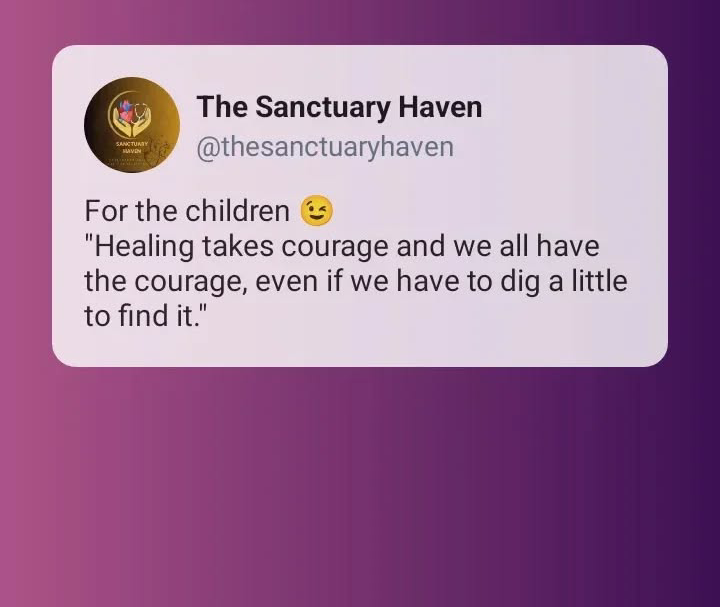 The Sanctuary Haven
@thesanctuaryhaven
SANCTUARY
HAVEN
For the children 😉
"Healing takes courage and we all have
the courage, even if we have to dig a little
to find it."